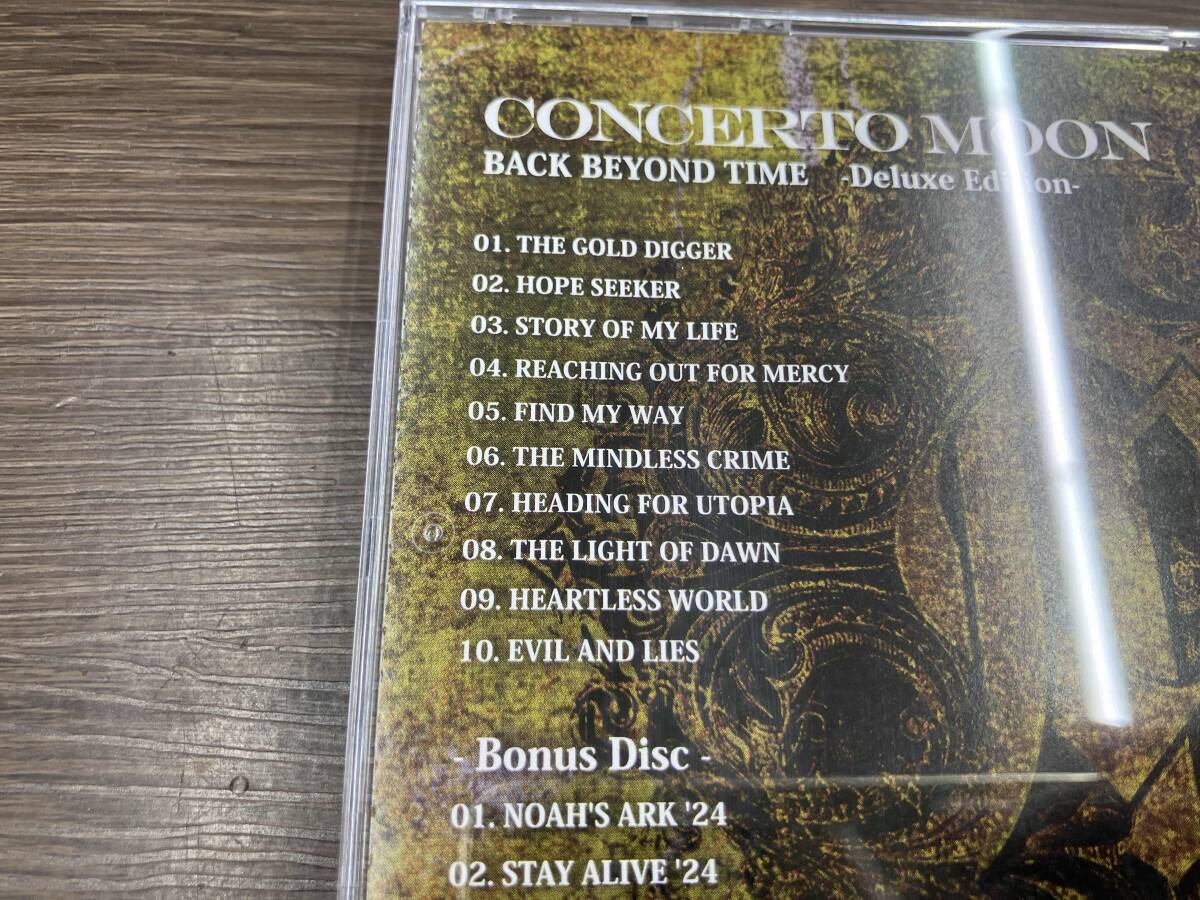 CONCERTO MOON
BACK BEYOND TIME -Deluxe Edition-
01. THE GOLD DIGGER
02. HOPE SEEKER
03. STORY OF MY LIFE
04. REACHING OUT FOR MERCY
05. FIND MY WAY
06. THE MINDLESS CRIME
07. HEADING FOR UTOPIA
08. THE LIGHT OF DAWN
09. HEARTLESS WORLD
10. EVIL AND LIES
- Bonus Disc -
01. NOAH'S ARK '24
02. STAY ALIVE '24